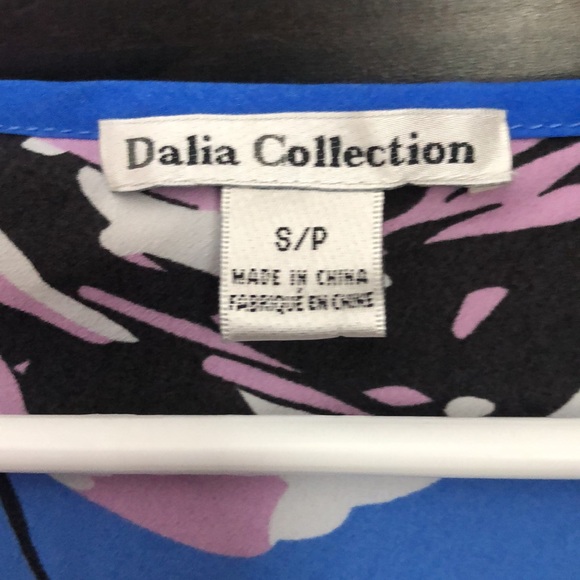 Dalia Collection
S/P
MADE IN CHINA
FABRIQUÉ EN CHINE